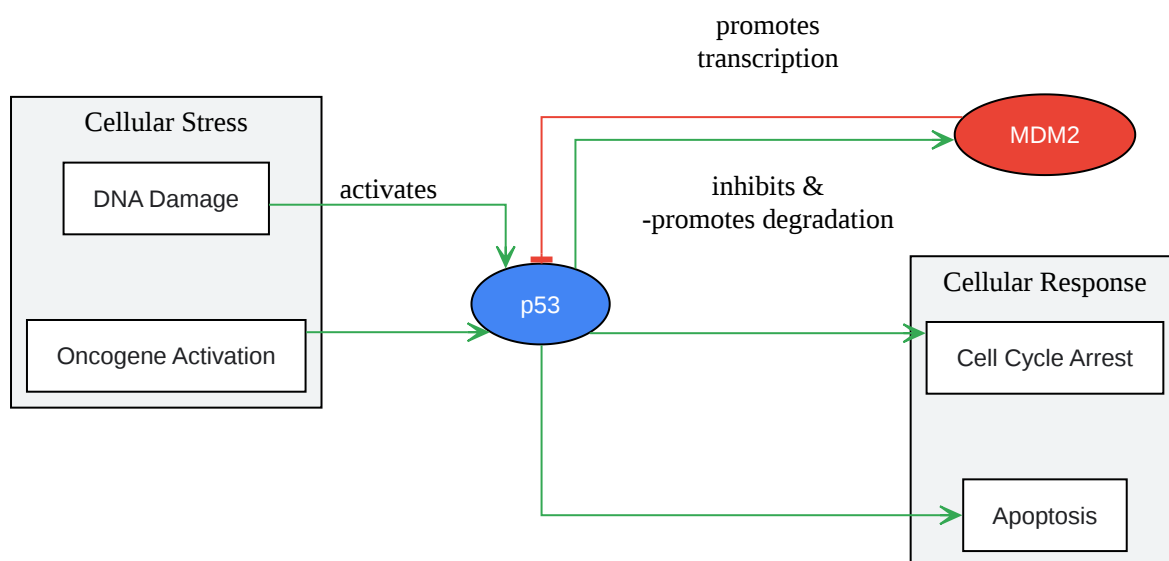 promotes
transcription
Cellular Stress
MDM2
DNA Damage
activates
inhibits &
-promotes degradation
Cellular Response
p53
Oncogene Activation
Cell Cycle Arrest
Apoptosis